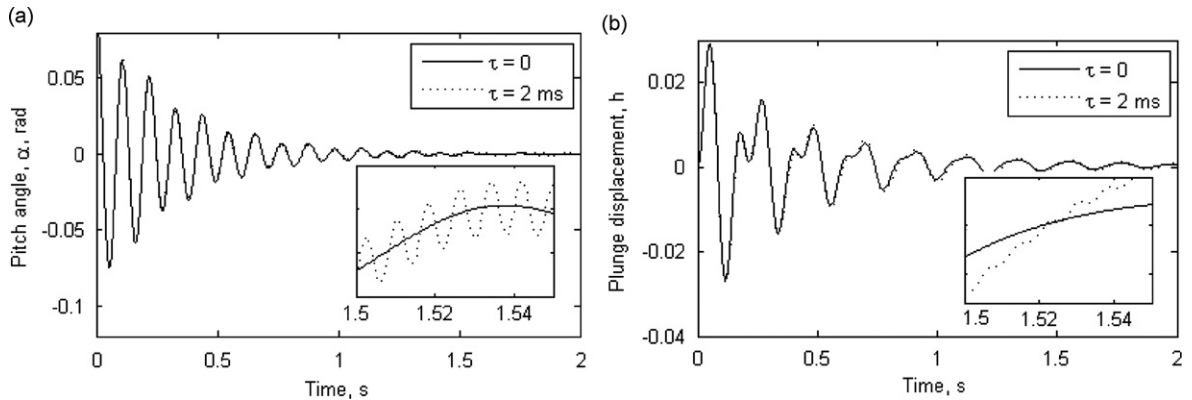 (a)
Pitch angle, α, rad
0.05
0
-0.05
-0.1
τ = 0
τ = 2 ms
1.5
1.52
1.54
0
0.5
1
1.5
2
Time, s
(b)
Plunge displacement, h
0.02
0
-0.02
-0.04
τ = 0
τ = 2 ms
1.5
1.52
1.54
0
0.5
1
1.5
2
Time, s